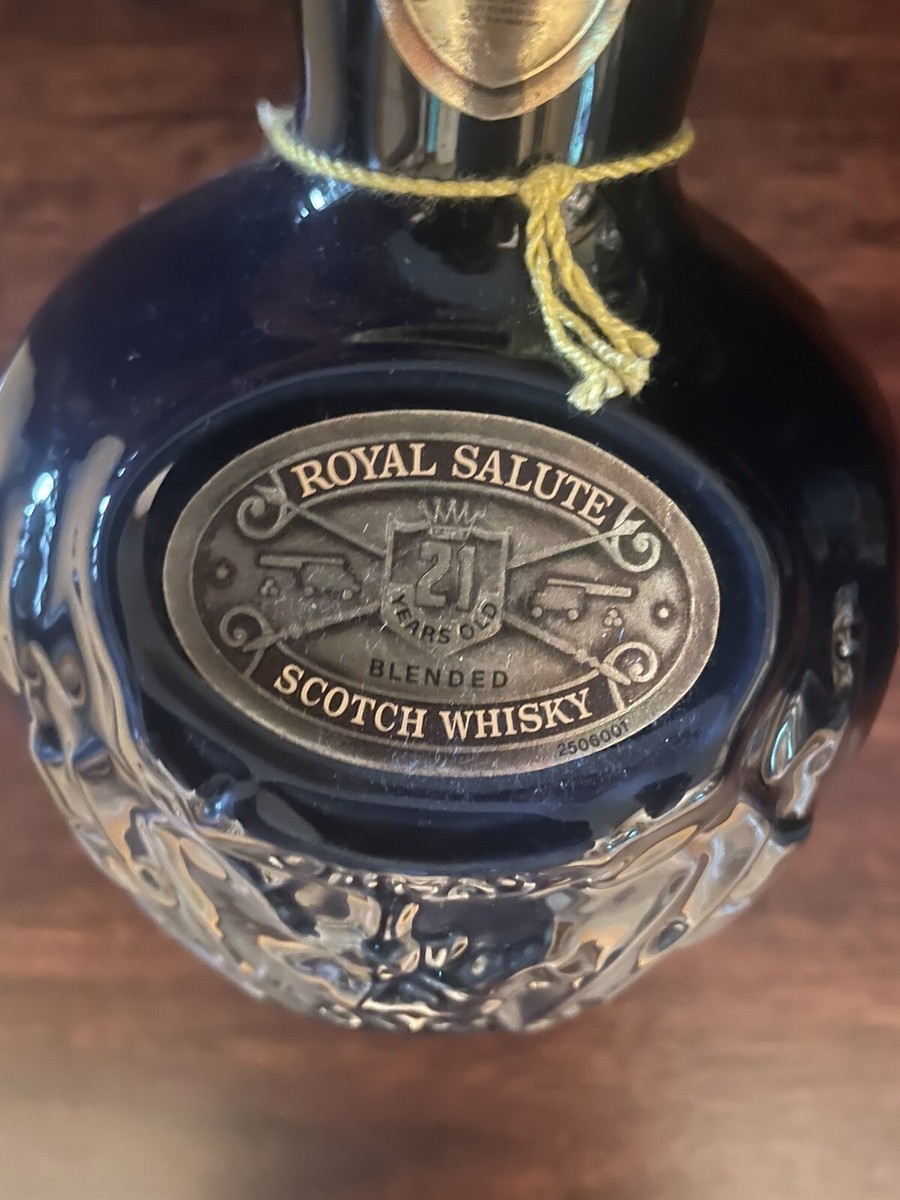 ROYAL SALUTE
21
YEARS OLD
BLENDED
SCOTCH WHISKY
2506001